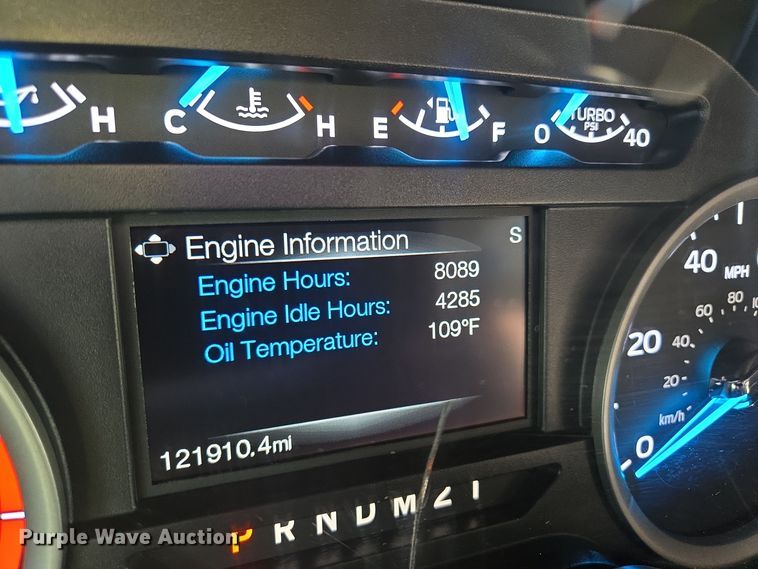 H C H E F 0 TURBO PSI 40
Engine Information S
Engine Hours: 8089
Engine Idle Hours: 4285
Oil Temperature: 109°F
121910.4mi
P R N D M 2 1
40 MPH
60 80
20 40
20
km/h
0
Purple Wave Auction